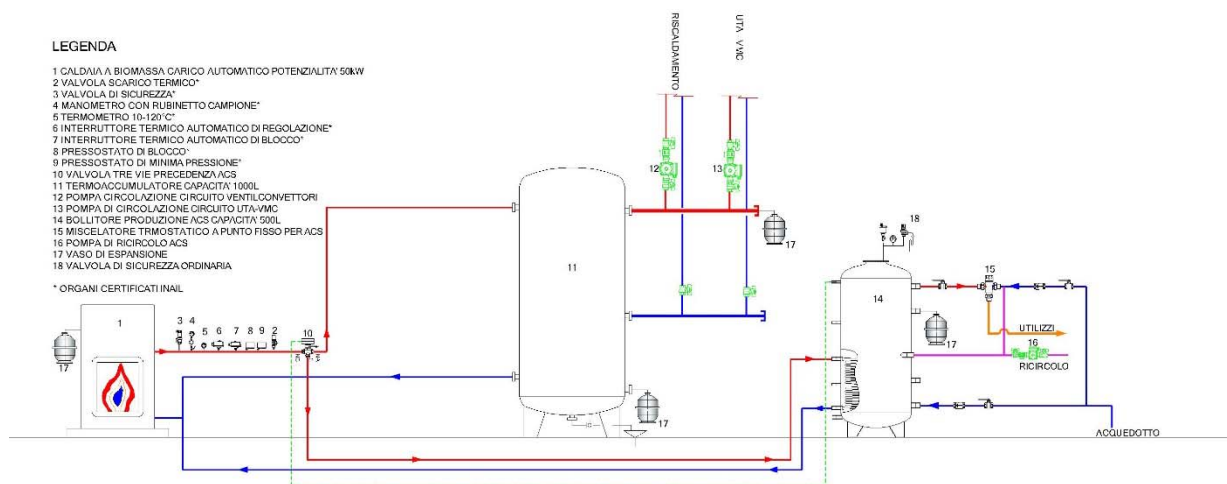 LEGENDA
1 CALDAIA A BIOMASSA CARICO AUTOMATICO POTENZIALITA' 50kW
2 VALVOLA SCARICO TERMICO*
3 VALVOLA DI SICUREZZA*
4 MANOMETRO CON RUBINETTO CAMPIONE*
5 TERMOMETRO 10-120°C*
6 INTERRUTTORE TERMICO AUTOMATICO DI REGOLAZIONE*
7 INTERRUTTORE TERMICO AUTOMATICO DI BLOCCO*
8 PRESSOSTATO DI BLOCCO*
9 PRESSOSTATO DI MINIMA PRESSIONE*
10 VALVOLA TRE VIE PRECEDENZA ACS
11 TERMOACCUMULATORE CAPACITA' 1000L
12 POMPA CIRCOLAZIONE CIRCUITO VENTILCONVETTORI
13 POMPA DI CIRCOLAZIONE CIRCUITO UTA-VMC
14 BOLLITORE PRODUZIONE ACS CAPACITA' 500L
15 MISCELATORE TRMOSTATICO A PUNTO FISSO PER ACS
16 POMPA DI RICIRCOLO ACS
17 VASO DI ESPANSIONE
18 VALVOLA DI SICUREZZA ORDINARIA
* ORGANI CERTIFICATI INAIL
RISCALDAMENTO
UTA - VMC
12
13
17
18
11
14
15
1
3 4 5 6 7 8 9 2
10
NC
NA
17
17
UTILIZZI
16
RICIRCOLO
17
ACQUEDOTTO